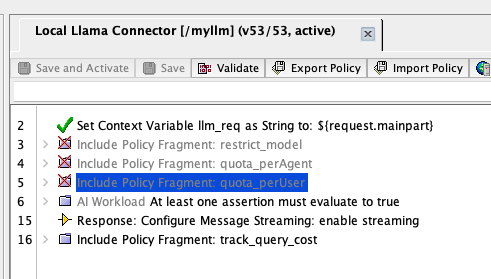 Local Llama Connector [/myllm] (v53/53, active)
Save and Activate Save Validate Export Policy Import Policy
2 Set Context Variable llm_req as String to: ${request.mainpart}
3 Include Policy Fragment: restrict_model
4 Include Policy Fragment: quota_perAgent
5 Include Policy Fragment: quota_perUser
6 AI Workload At least one assertion must evaluate to true
15 Response: Configure Message Streaming: enable streaming
16 Include Policy Fragment: track_query_cost